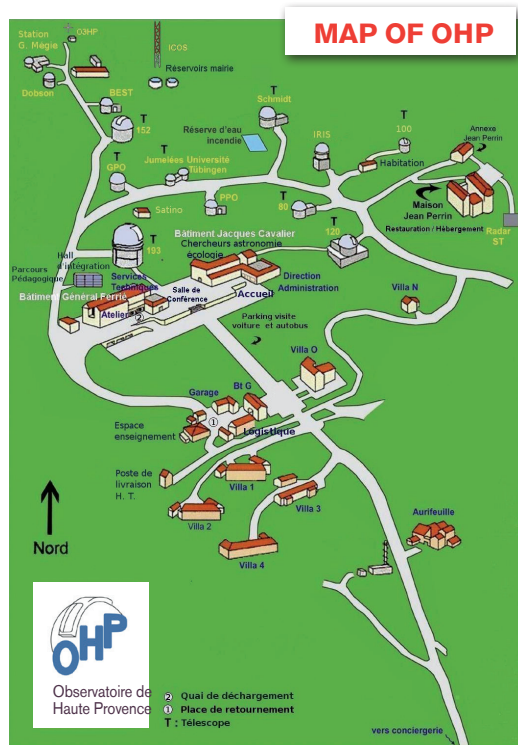 MAP OF OHP
Station
G. Mégie
O3HP
ICOS
Réservoirs mairie
Dobson
BEST
T
152
T
Schmidt
Réserve d'eau
incendie
IRIS
T
100
Annexe
Jean Perrin
Habitation
T
GPO
T
Jumelées Université
Tübingen
PPO
T
80
Satino
Maison
Jean Perrin
Restauration / Hébergement
Radar
ST
T
193
T
120
Bâtiment Jacques Cavalier
Chercheurs astronomie
écologie
Hall
d'intégration
Parcours
Pédagogique
Services
Techniques
Salle de
Conférence
Direction
Administration
Accueil
Bâtiment Général Ferrié
Atelier
2
Villa N
Parking visite
voiture et autobus
Villa O
Garage
Bt G
1
Logistique
Espace
enseignement
Poste de
livraison
H. T.
Villa 1
Villa 2
Villa 3
Villa 4
Aurifeuille
Nord
OHP
Observatoire de
Haute Provence
2 Quai de déchargement
1 Place de retournement
T : Télescope
vers conciergerie